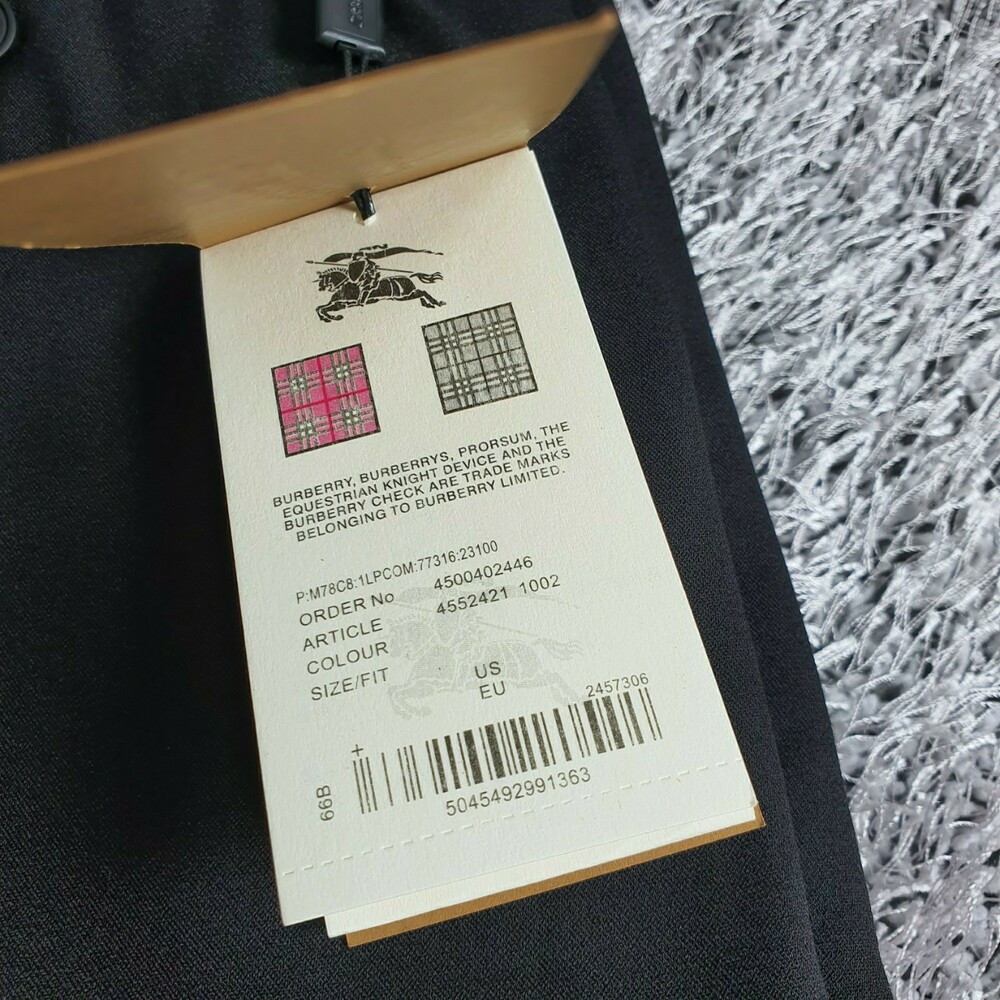 BURBERRY, BURBERRYS, PRORSUM, THE
EQUESTRIAN KNIGHT DEVICE AND THE
BURBERRY CHECK ARE TRADE MARKS
BELONGING TO BURBERRY LIMITED.
P:M78C8:1LPCOM:77316:23100
ORDER No 4500402446
ARTICLE 4552421 1002
COLOUR
SIZE/FIT US
EU
2457306
66B
5045492991363